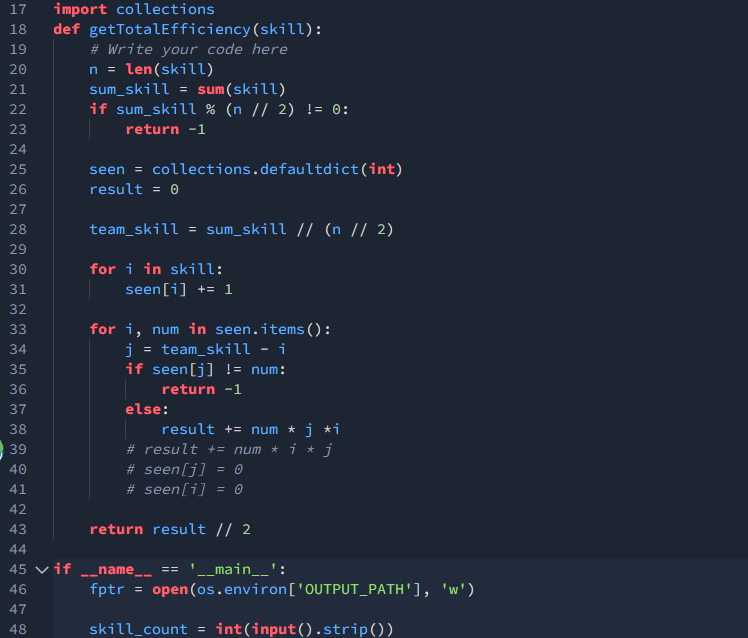 17 import collections
18 def getTotalEfficiency(skill):
19     # Write your code here
20     n = len(skill)
21     sum_skill = sum(skill)
22     if sum_skill % (n // 2) != 0:
23         return -1
24
25     seen = collections.defaultdict(int)
26     result = 0
27
28     team_skill = sum_skill // (n // 2)
29
30     for i in skill:
31         seen[i] += 1
32
33     for i, num in seen.items():
34         j = team_skill - i
35         if seen[j] != num:
36             return -1
37         else:
38             result += num * j *i
39         # result += num * i * j
40         # seen[j] = 0
41         # seen[i] = 0
42
43     return result // 2
44
45 if __name__ == '__main__':
46     fptr = open(os.environ['OUTPUT_PATH'], 'w')
47
48     skill_count = int(input().strip())